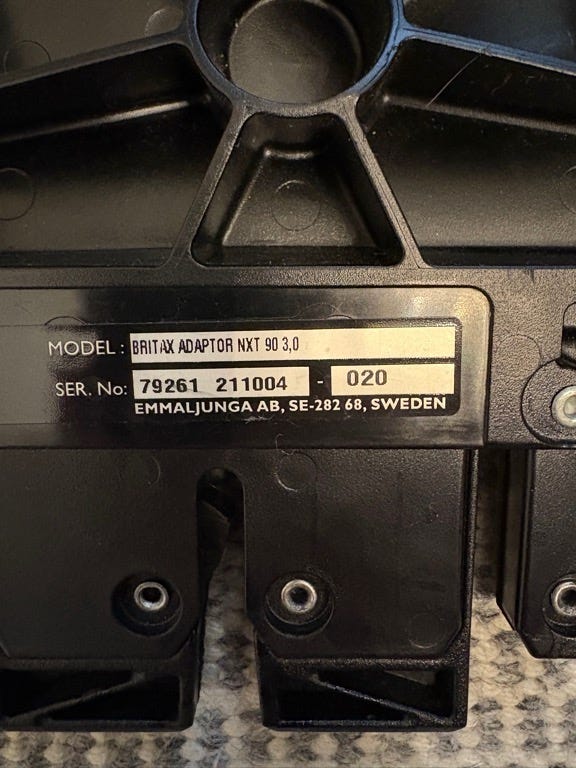 MODEL : BRITAX ADAPTOR NXT 90 3,0
SER. No: 79261 211004 - 020
EMMALJUNGA AB, SE-282 68, SWEDEN